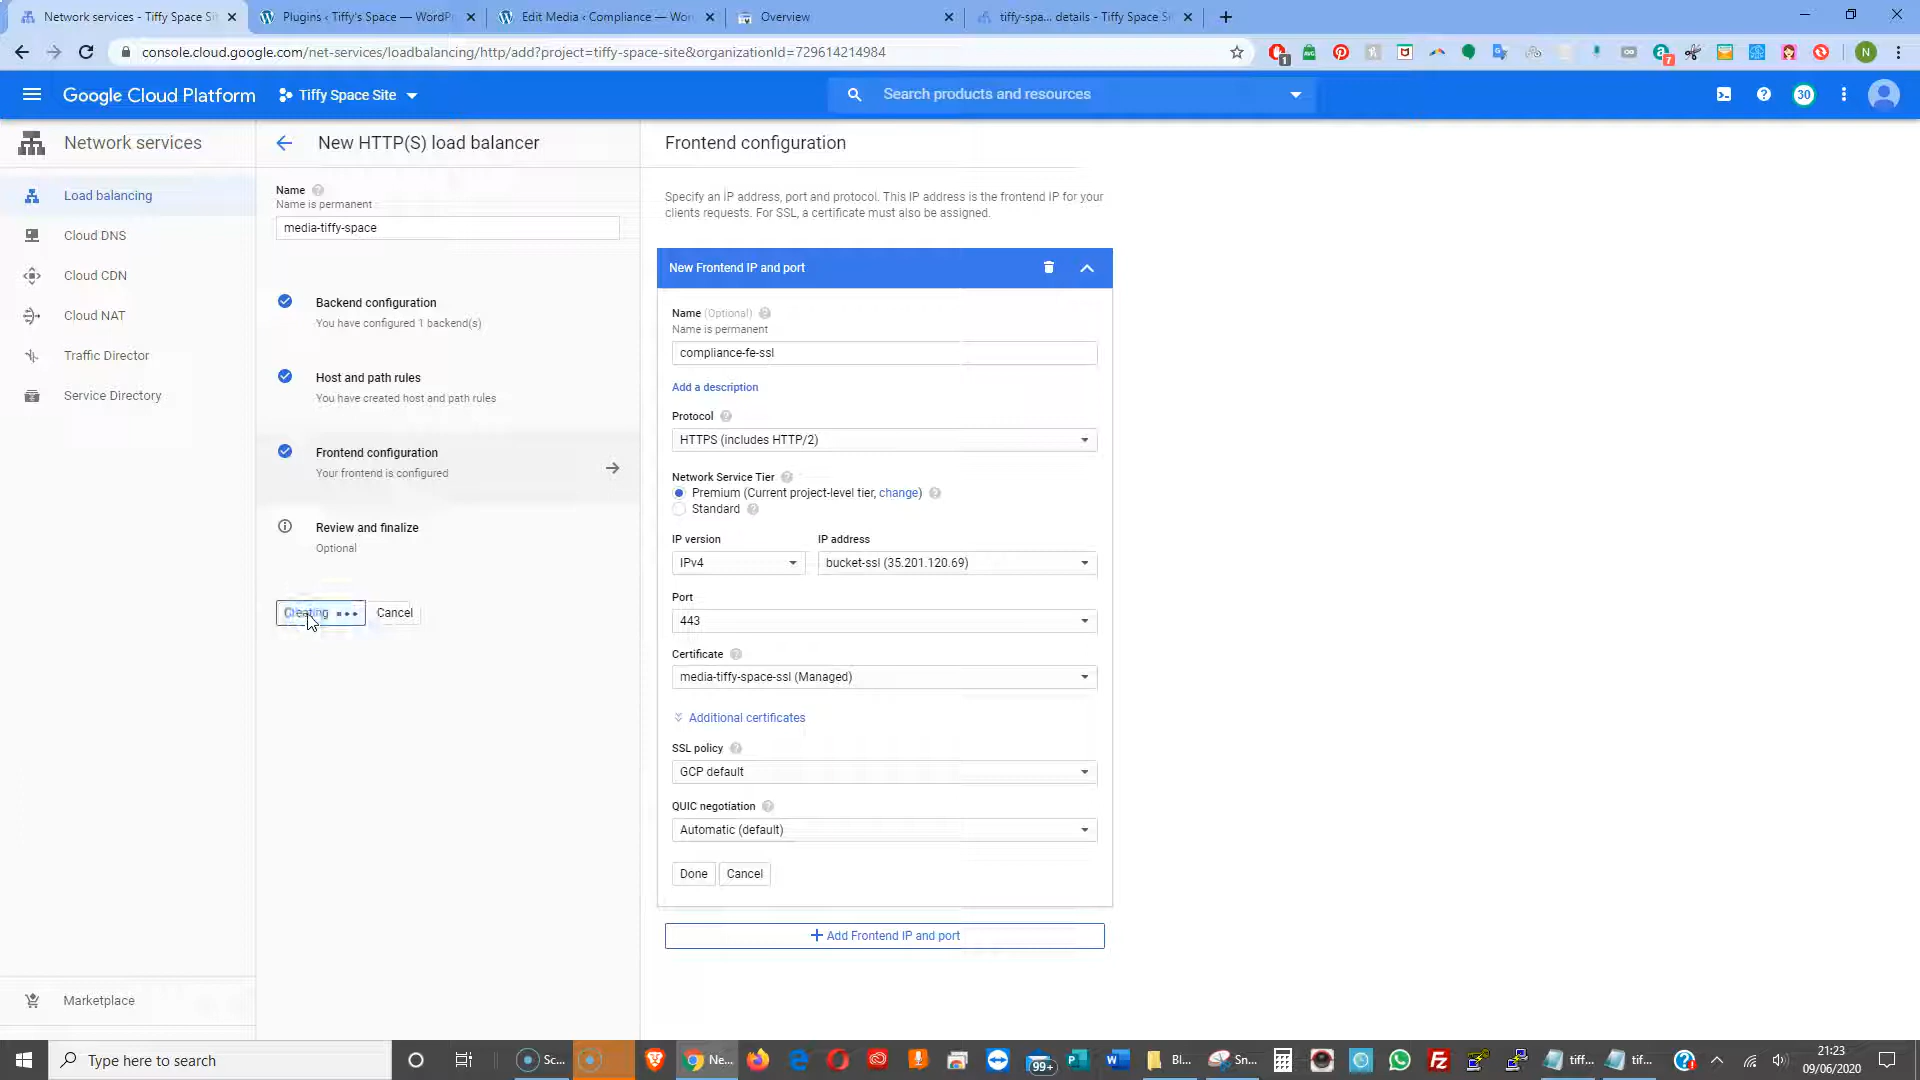 Network services - Tiffy Space Si
Plugins ‹ Tiffy's Space — WordPr
Edit Media ‹ Compliance — Wor
Overview
tiffy-spa... details - Tiffy Space Si
console.cloud.google.com/net-services/loadbalancing/http/add?project=tiffy-space-site&organizationId=729614214984
1
7
N
Google Cloud Platform
Tiffy Space Site
Search products and resources
30
Network services
New HTTP(S) load balancer
Frontend configuration
Load balancing
Cloud DNS
Cloud CDN
Cloud NAT
Traffic Director
Service Directory
Marketplace
Name
Name is permanent
media-tiffy-space
Backend configuration
You have configured 1 backend(s)
Host and path rules
You have created host and path rules
Frontend configuration
Your frontend is configured
Review and finalize
Optional
Creating
Cancel
Specify an IP address, port and protocol. This IP address is the frontend IP for your
clients requests. For SSL, a certificate must also be assigned.
New Frontend IP and port
Name (Optional)
Name is permanent
compliance-fe-ssl
Add a description
Protocol
HTTPS (includes HTTP/2)
Network Service Tier
Premium (Current project-level tier, change)
Standard
IP version
IP address
IPv4
bucket-ssl (35.201.120.69)
Port
443
Certificate
media-tiffy-space-ssl (Managed)
Additional certificates
SSL policy
GCP default
QUIC negotiation
Automatic (default)
Done
Cancel
Add Frontend IP and port
Type here to search
Sc...
Ne...
99+
Bl...
Sn...
tiff...
tif...
21:23
09/06/2020